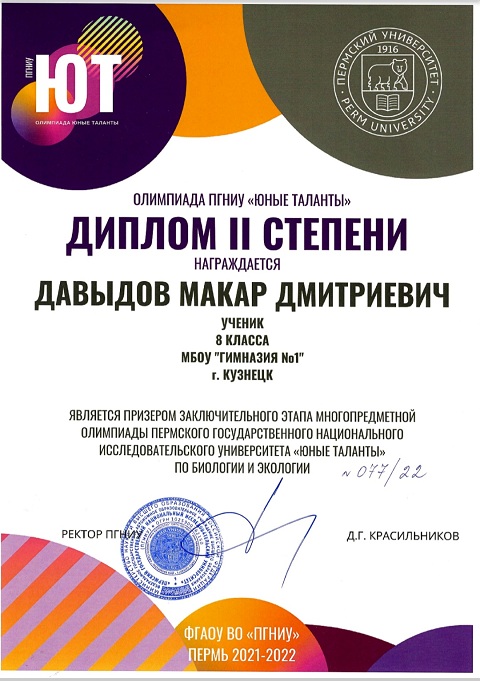 ПГНИУ
ЮТ
ОЛИМПИАДА ЮНЫЕ ТАЛАНТЫ
ПЕРМСКИЙ УНИВЕРСИТЕТ
1916
PERM UNIVERSITY
ОЛИМПИАДА ПГНИУ «ЮНЫЕ ТАЛАНТЫ»
ДИПЛОМ II СТЕПЕНИ
НАГРАЖДАЕТСЯ
ДАВЫДОВ МАКАР ДМИТРИЕВИЧ
УЧЕНИК
8 КЛАССА
МБОУ "ГИМНАЗИЯ №1"
г. КУЗНЕЦК
ЯВЛЯЕТСЯ ПРИЗЕРОМ ЗАКЛЮЧИТЕЛЬНОГО ЭТАПА МНОГОПРЕДМЕТНОЙ
ОЛИМПИАДЫ ПЕРМСКОГО ГОСУДАРСТВЕННОГО НАЦИОНАЛЬНОГО
ИССЛЕДОВАТЕЛЬСКОГО УНИВЕРСИТЕТА «ЮНЫЕ ТАЛАНТЫ»
ПО БИОЛОГИИ И ЭКОЛОГИИ N 077/22
РЕКТОР ПГНИУ Д.Г. КРАСИЛЬНИКОВ
ФГАОУ ВО «ПГНИУ»
ПЕРМЬ 2021-2022